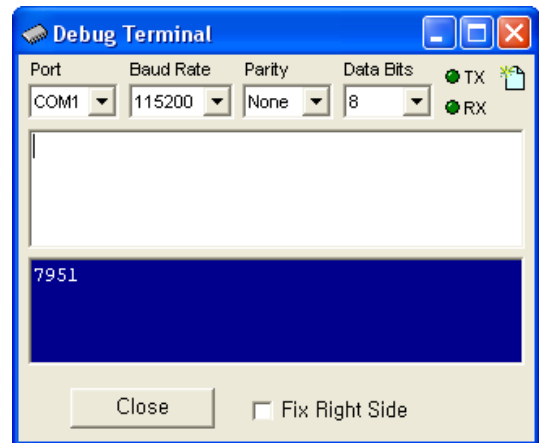 Debug Terminal
Port Baud Rate Parity Data Bits
COM1 115200 None 8
TX
RX
7951
Close Fix Right Side